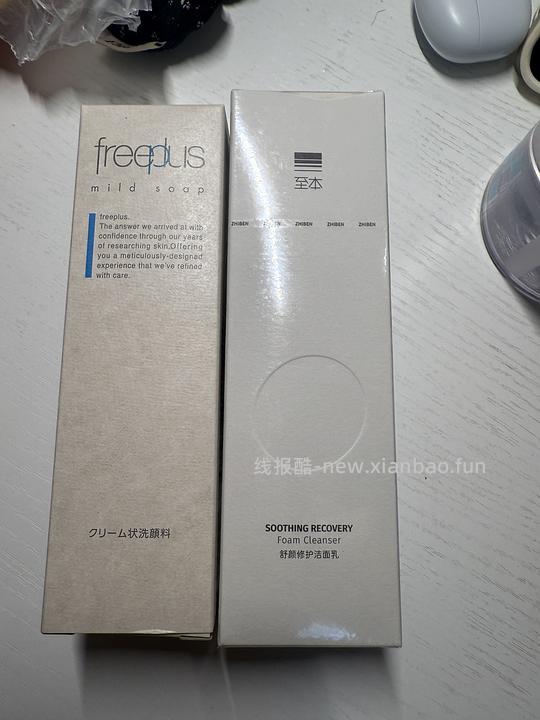 freeplus
mild soap
freeplus.
The answer we arrived at with
confidence through our years
of researching skin.Offering
you a meticulously-designed
experience that we've refined
with care.
クリーム状洗顔料
至本
ZHIBEN ZHIBEN ZHIBEN ZHIBEN ZHIBEN
SOOTHING RECOVERY
Foam Cleanser
舒颜修护洁面乳
线报酷-new.xianbao.fun